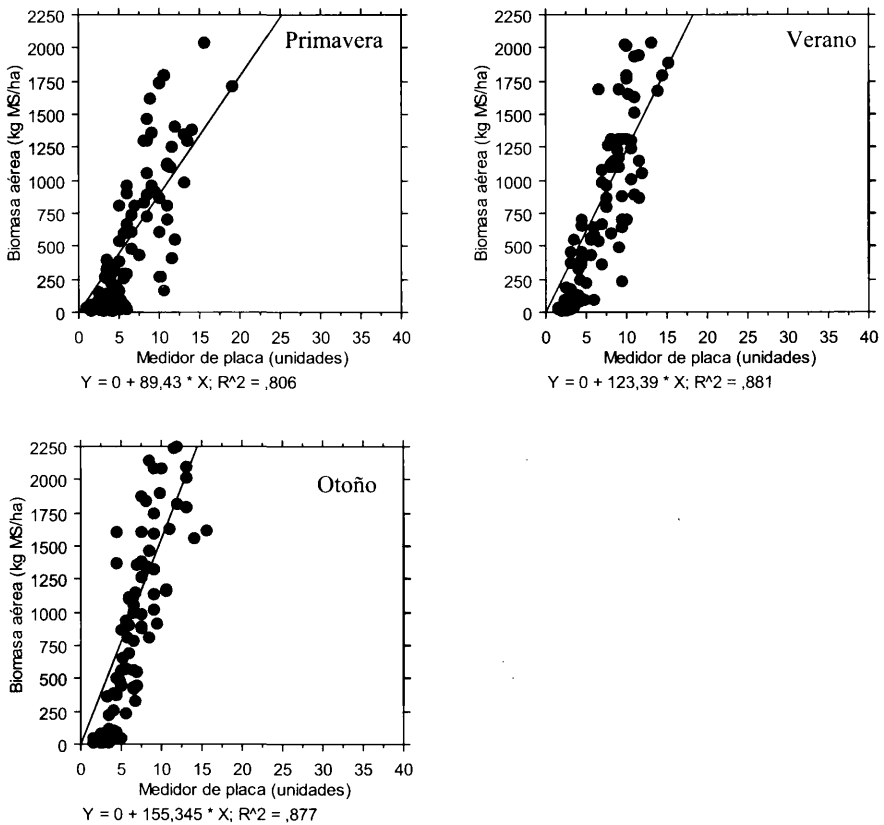 Primavera
Biomasa aérea (kg MS/ha)
2250
2000
1750
1500
1250
1000
750
500
250
0
0 5 10 15 20 25 30 35 40
Medidor de placa (unidades)
Y = 0 + 89,43 * X; R^2 = ,806
Verano
Biomasa aérea (kg MS/ha)
2250
2000
1750
1500
1250
1000
750
500
250
0
0 5 10 15 20 25 30 35 40
Medidor de placa (unidades)
Y = 0 + 123,39 * X; R^2 = ,881
Otoño
Biomasa aérea (kg MS/ha)
2250
2000
1750
1500
1250
1000
750
500
250
0
0 5 10 15 20 25 30 35 40
Medidor de placa (unidades)
Y = 0 + 155,345 * X; R^2 = ,877